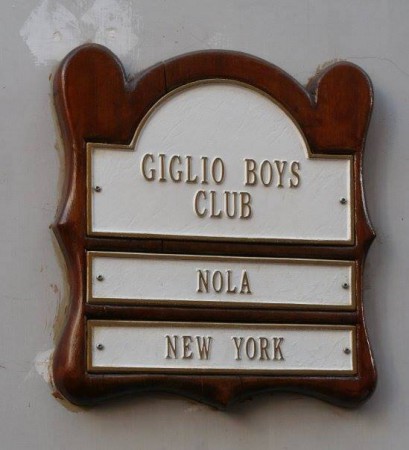 GIGLIO BOYS
CLUB
NOLA
NEW YORK